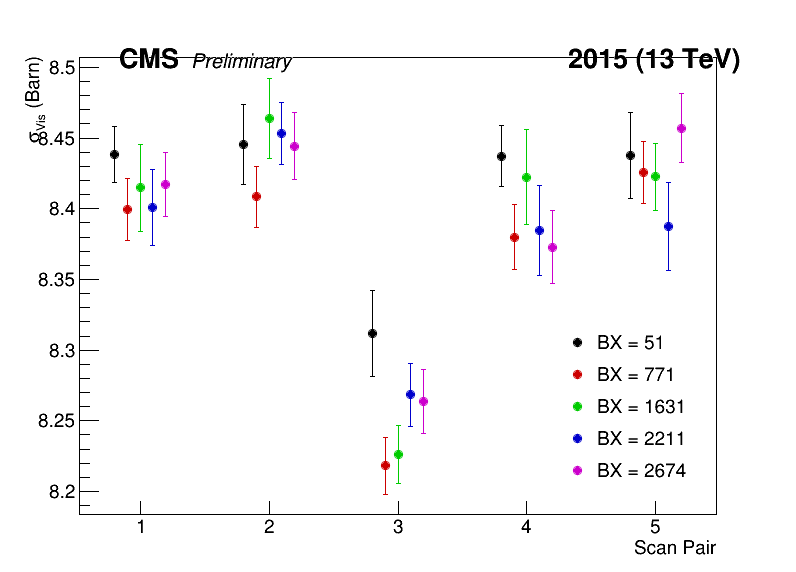 CMS Preliminary 2015 (13 TeV)
σVis (Barn)
8.5
8.45
8.4
8.35
8.3
8.25
8.2
BX = 51
BX = 771
BX = 1631
BX = 2211
BX = 2674
1 2 3 4 5
Scan Pair